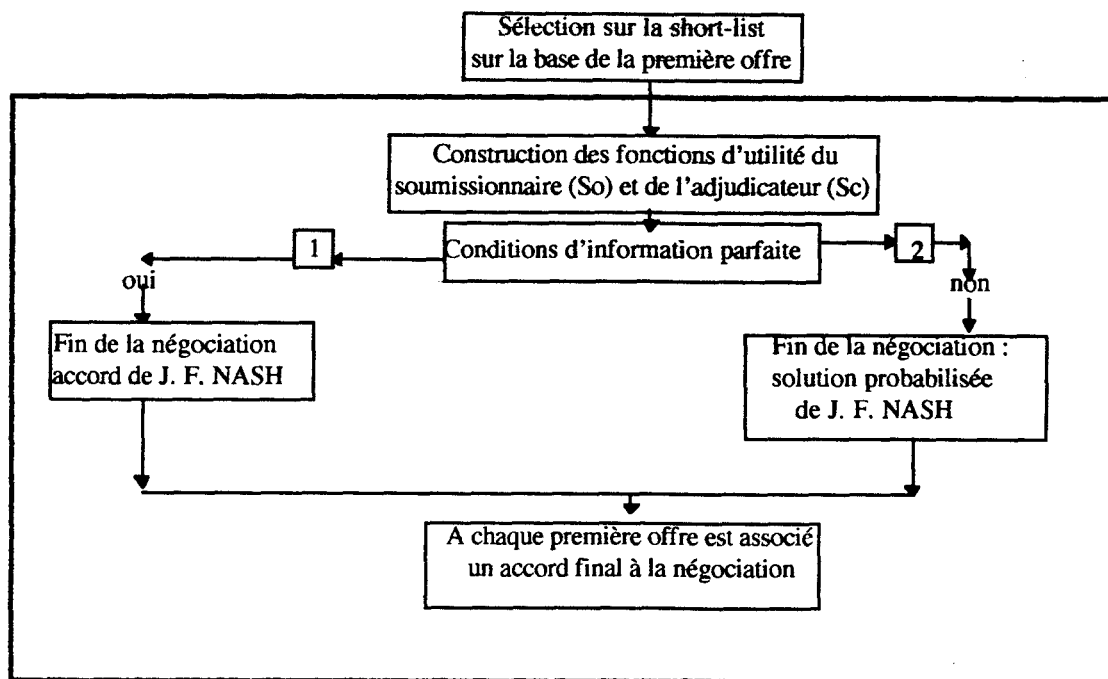 Sélection sur la short-list
sur la base de la première offre
Construction des fonctions d'utilité du
soumissionnaire (So) et de l'adjudicateur (Sc)
1
Conditions d'information parfaite
2
oui
non
Fin de la négociation
accord de J. F. NASH
Fin de la négociation :
solution probabilisée
de J. F. NASH
A chaque première offre est associé
un accord final à la négociation